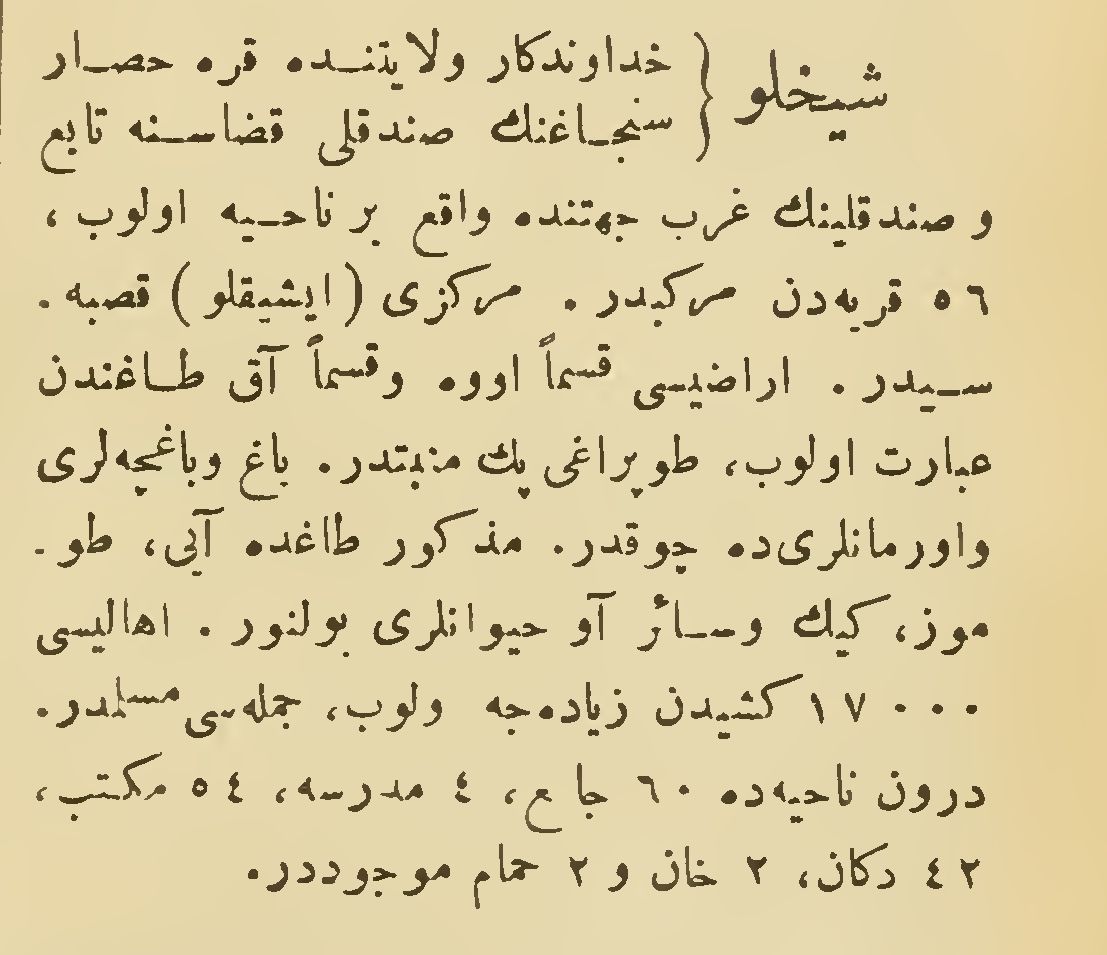 شیخلو { خداوندکار ولایتنده قره حصار
سنجاغنك صندقلی قضاسنه تابع
و صندقلینك غرب جهتنده واقع بر ناحیه اولوب ،
٥٦ قریه‌دن مرکبدر . مرکزی ( ایشیقلو ) قصبه .
سیدر . اراضیسی قسماً اووه وقسماً آق طاغندن
عبارت اولوب، طوپراغی پك منبتدر. باغ وباغچه‌لری
واورمانلری‌ده چوقدر. مذکور طاغده آیی، طو -
موز، کیك وسائر آو حیوانلری بولنور . اهالیسی
١٧٠٠٠ کشیدن زیاده‌جه ولوب، جمله‌سی مسلمدر.
درون ناحیه‌ده ٦٠ جا ع، ٤ مدرسه، ٥٤ مکتب،
٤٢ دکان، ٢ خان و ٢ حمام موجوددر.